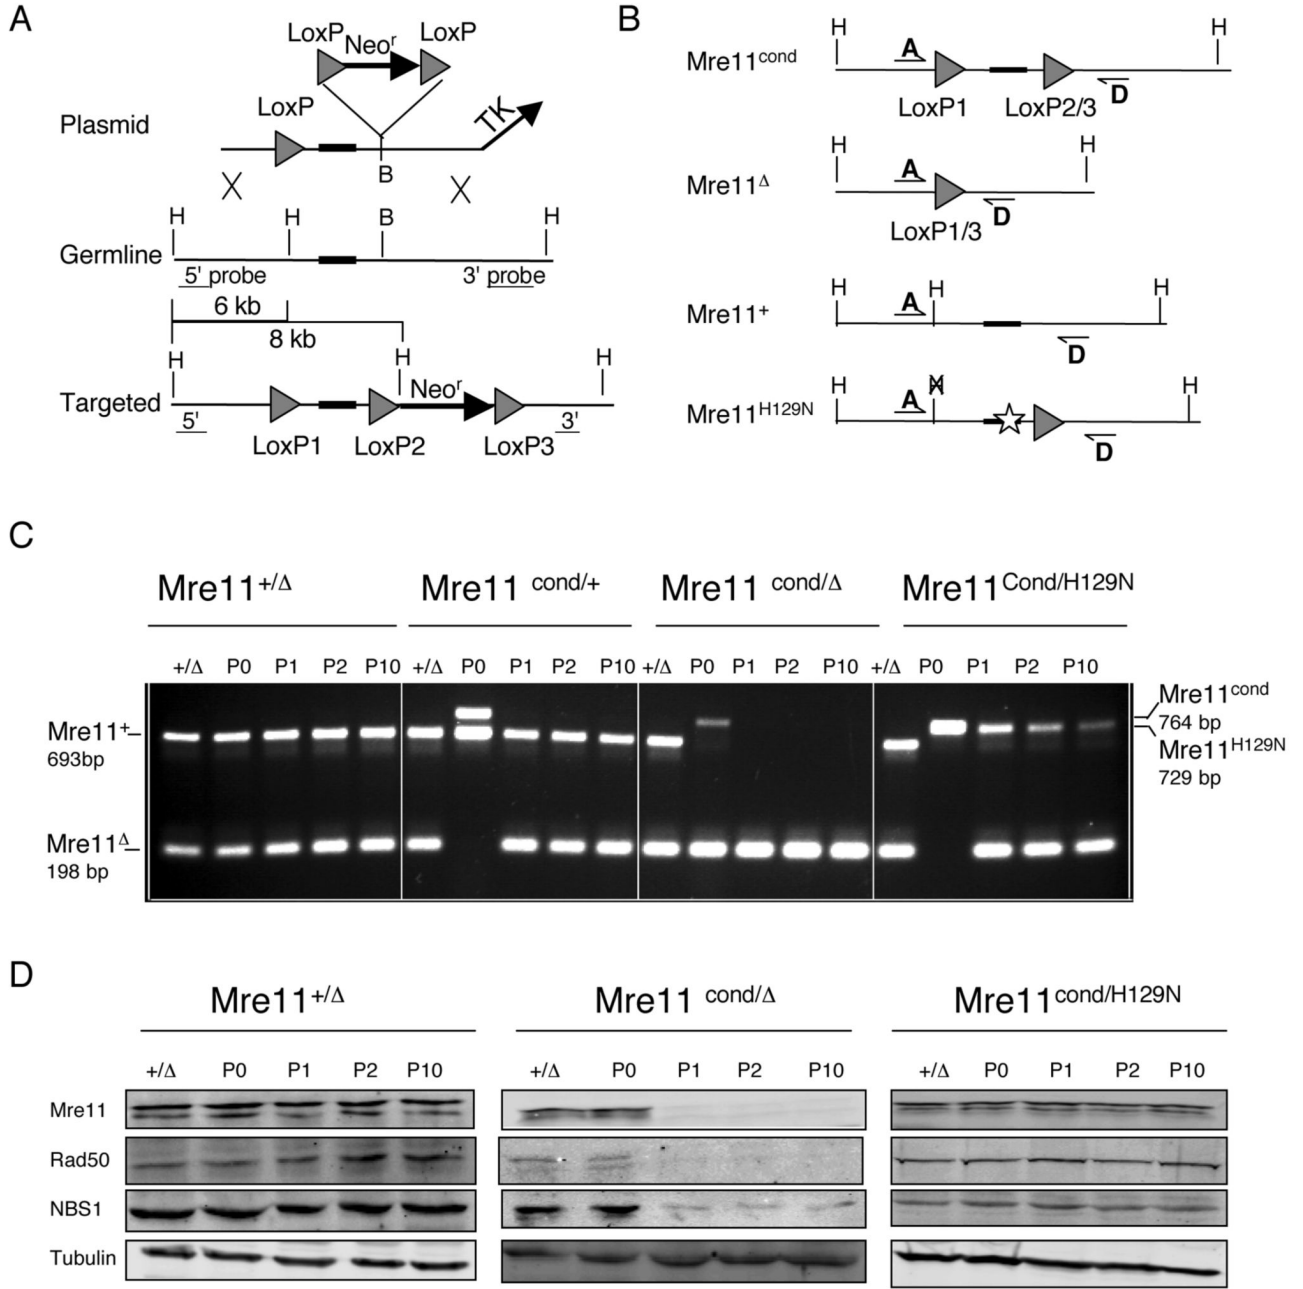 A
LoxP Neoʳ LoxP
LoxP
TK
Plasmid
B
X X
H H B H
Germline
5' probe 3' probe
6 kb
8 kb
H H H
Neoʳ
Targeted
5' 3'
LoxP1 LoxP2 LoxP3
B
H H
Mre11ᶜᵒⁿᵈ A
D
LoxP1 LoxP2/3
H H
Mre11^Δ A
D
LoxP1/3
H H H
Mre11⁺ A
D
H H H
Mre11^H129N A
D
C
Mre11^+/Δ Mre11 ^cond/+ Mre11 ^cond/Δ Mre11^Cond/H129N
+/Δ P0 P1 P2 P10 +/Δ P0 P1 P2 P10 +/Δ P0 P1 P2 P10 +/Δ P0 P1 P2 P10
Mre11⁺
693bp
Mre11^cond
764 bp
Mre11^H129N
729 bp
Mre11^Δ
198 bp
D
Mre11^+/Δ Mre11 ^cond/Δ Mre11^cond/H129N
+/Δ P0 P1 P2 P10 +/Δ P0 P1 P2 P10 +/Δ P0 P1 P2 P10
Mre11
Rad50
NBS1
Tubulin